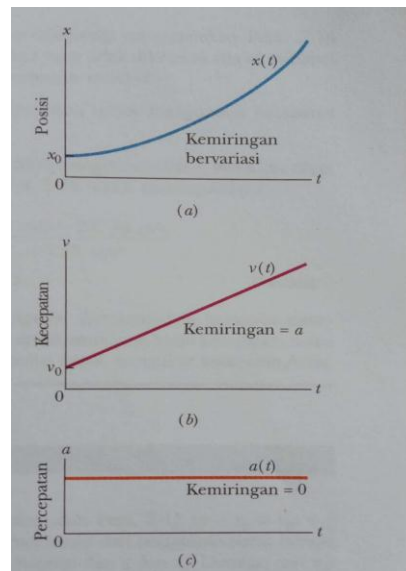 x
x(t)
Posisi
Kemiringan
bervariasi
x₀
0
t
(a)
v
v(t)
Kecepatan
Kemiringan = a
v₀
0
t
(b)
a
a(t)
Percepatan
Kemiringan = 0
0
t
(c)